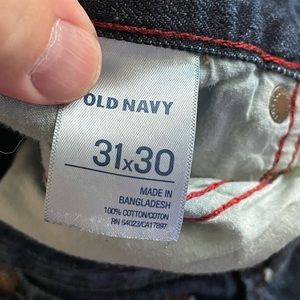 OLD NAVY
31x30
MADE IN
BANGLADESH
100% COTTON/COTON
RN 54023/CA17897